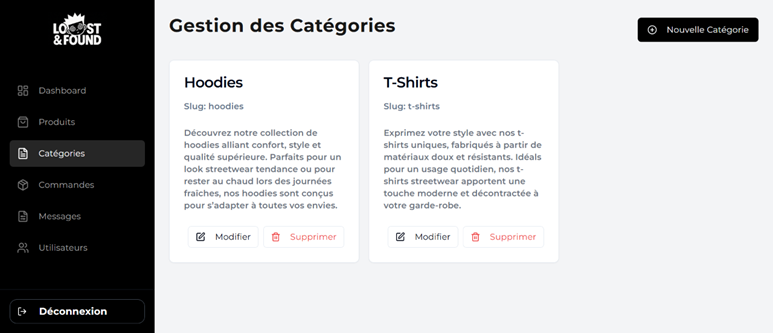 LOOST
&FOUND
Dashboard
Produits
Catégories
Commandes
Messages
Utilisateurs
Déconnexion
Gestion des Catégories
Nouvelle Catégorie
Hoodies
Slug: hoodies
Découvrez notre collection de
hoodies alliant confort, style et
qualité supérieure. Parfaits pour un
look streetwear tendance ou pour
rester au chaud lors des journées
fraîches, nos hoodies sont conçus
pour s’adapter à toutes vos envies.
Modifier
Supprimer
T-Shirts
Slug: t-shirts
Exprimez votre style avec nos t-
shirts uniques, fabriqués à partir de
matériaux doux et résistants. Idéals
pour un usage quotidien, nos t-
shirts streetwear apportent une
touche moderne et décontractée à
votre garde-robe.
Modifier
Supprimer